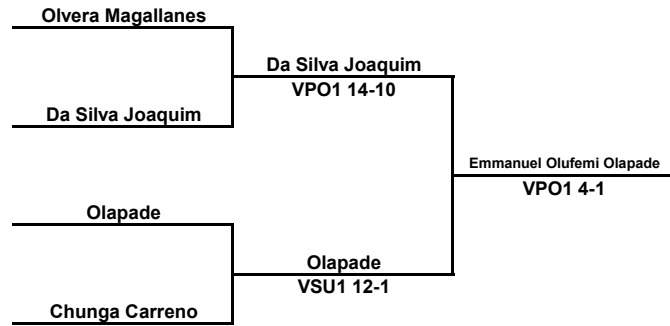 Olvera Magallanes
Da Silva Joaquim
VPO1 14-10
Da Silva Joaquim
Emmanuel Olufemi Olapade
VPO1 4-1
Olapade
Olapade
VSU1 12-1
Chunga Carreno